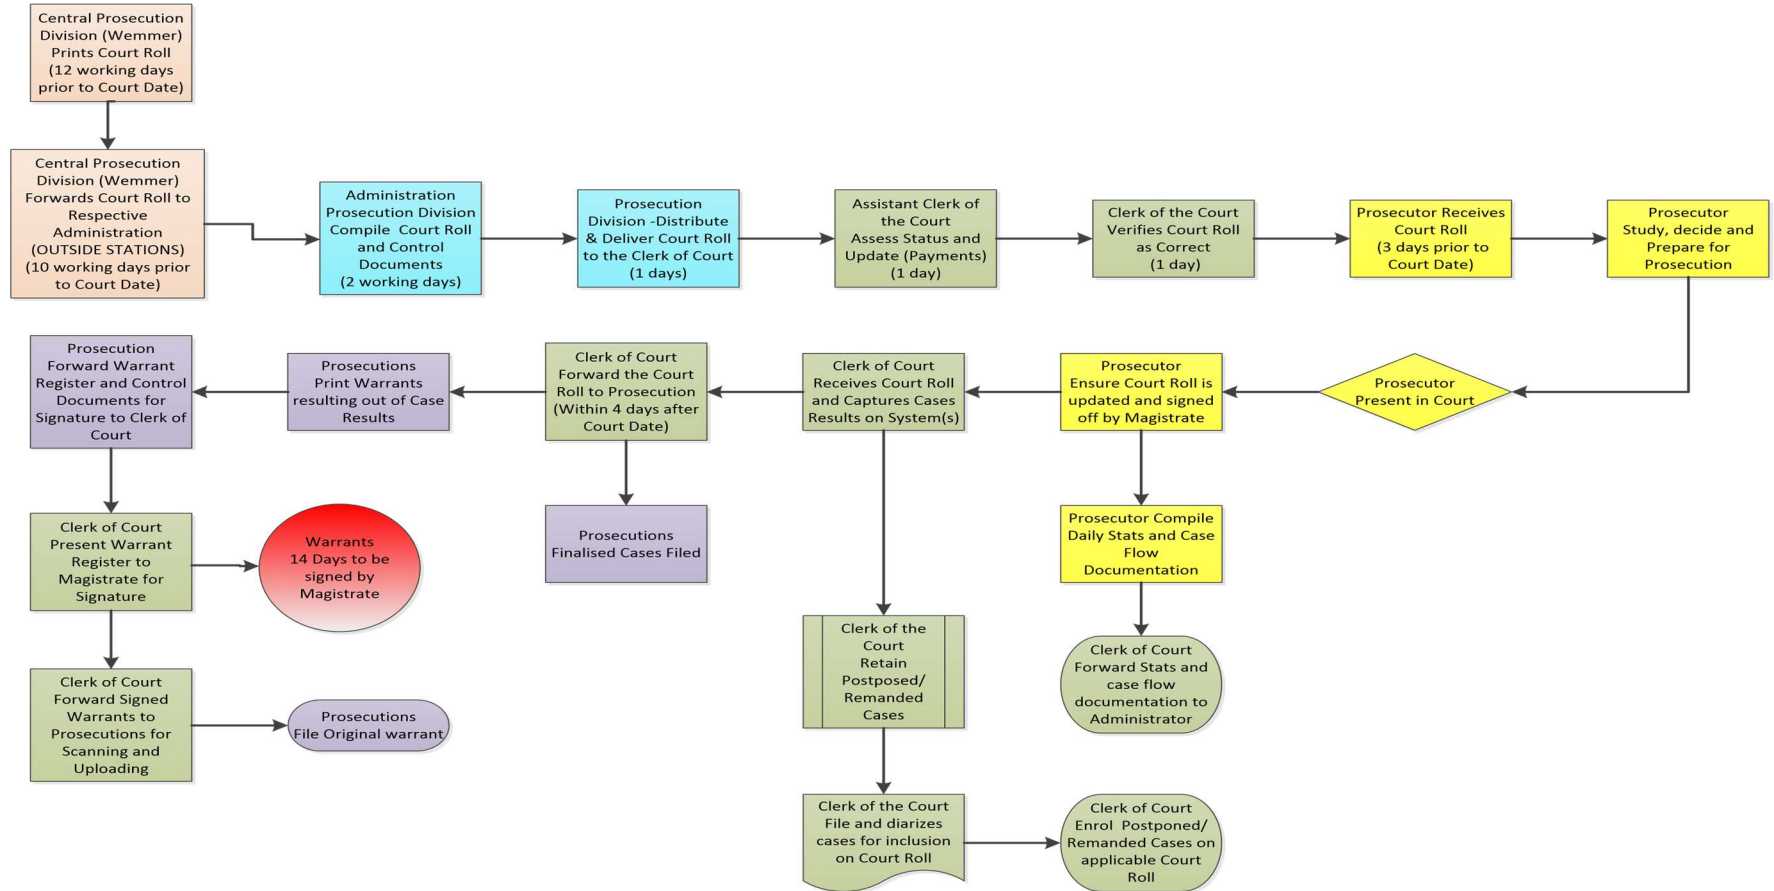 Central Prosecution
Division (Wemmer)
Prints Court Roll
(12 working days
prior to Court Date)
Central Prosecution
Division (Wemmer)
Forwards Court Roll to
Respective
Administration
(OUTSIDE STATIONS)
(10 working days prior
to Court Date)
Administration
Prosecution Division
Compile Court Roll
and Control
Documents
(2 working days)
Prosecution
Division -Distribute
& Deliver Court Roll
to the Clerk of Court
(1 days)
Assistant Clerk of
the Court
Assess Status and
Update (Payments)
(1 day)
Clerk of the Court
Verifies Court Roll
as Correct
(1 day)
Prosecutor Receives
Court Roll
(3 days prior to
Court Date)
Prosecutor
Study, decide and
Prepare for
Prosecution
Prosecutor
Present in Court
Prosecutor
Ensure Court Roll is
updated and signed
off by Magistrate
Clerk of Court
Receives Court Roll
and Captures Cases
Results on System(s)
Clerk of Court
Forward the Court
Roll to Prosecution
(Within 4 days after
Court Date)
Prosecutions
Print Warrants
resulting out of Case
Results
Prosecution
Forward Warrant
Register and Control
Documents for
Signature to Clerk of
Court
Clerk of Court
Present Warrant
Register to
Magistrate for
Signature
Warrants
14 Days to be
signed by
Magistrate
Prosecutions
Finalised Cases Filed
Prosecutor Compile
Daily Stats and Case
Flow
Documentation
Clerk of the
Court
Retain
Postposed/
Remanded
Cases
Clerk of Court
Forward Stats and
case flow
documentation to
Administrator
Clerk of Court
Forward Signed
Warrants to
Prosecutions for
Scanning and
Uploading
Prosecutions
File Original warrant
Clerk of the Court
File and diarizes
cases for inclusion
on Court Roll
Clerk of Court
Enrol Postponed/
Remanded Cases on
applicable Court
Roll